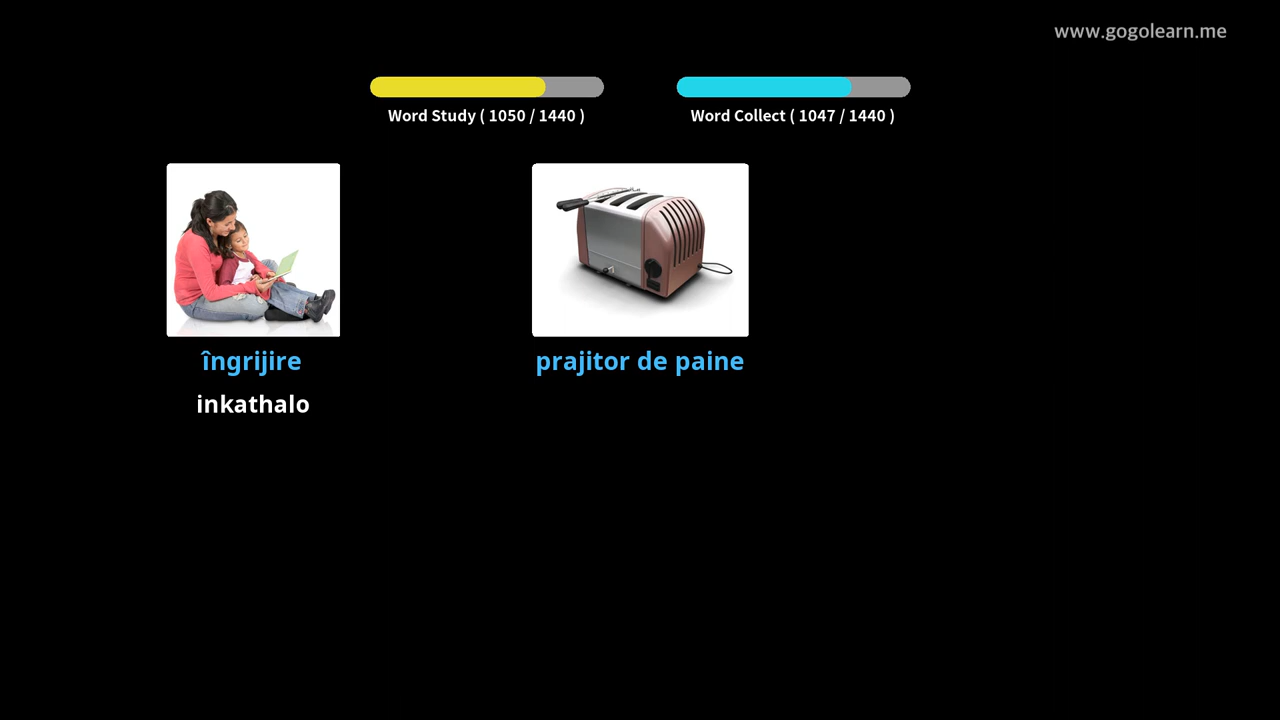 www.gogolearn.me
Word Study ( 1050 / 1440 )
Word Collect ( 1047 / 1440 )
îngrijire
prajitor de paine
inkathalo